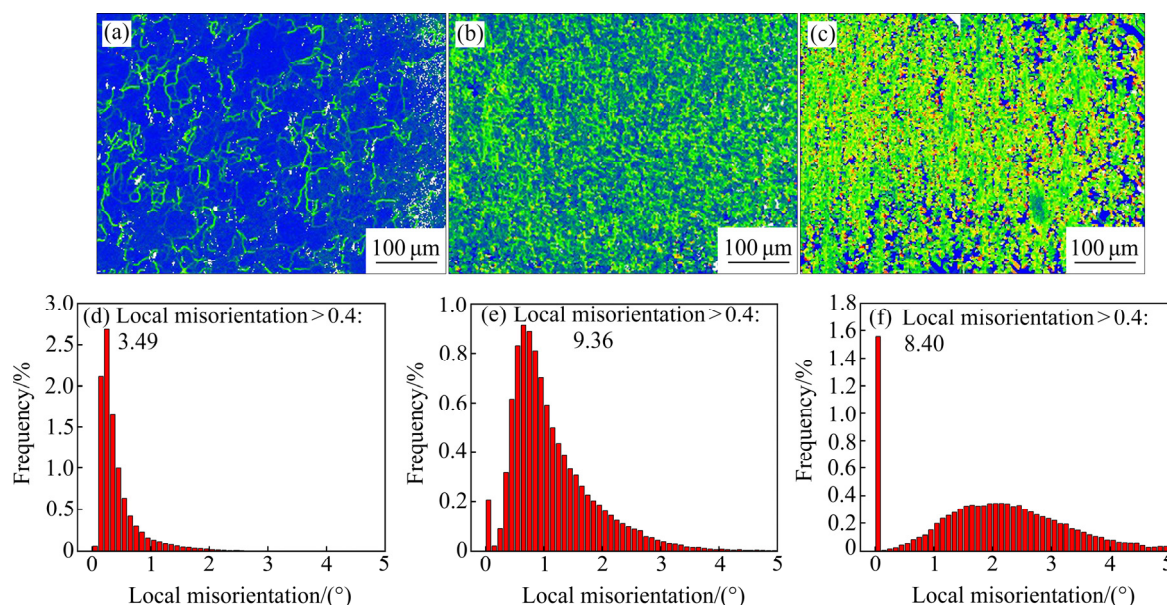 (a)
(b)
(c)
100 μm
100 μm
100 μm
(d) Local misorientation > 0.4:
3.49
3.0
2.5
2.0
1.5
1.0
0.5
0
Frequency/%
0 1 2 3 4 5
Local misorientation/(°)
(e) Local misorientation > 0.4:
9.36
1.0
0.8
0.6
0.4
0.2
0
Frequency/%
0 1 2 3 4 5
Local misorientation/(°)
(f) Local misorientation > 0.4:
8.40
1.8
1.6
1.4
1.2
1.0
0.8
0.6
0.4
0.2
0
Frequency/%
0 1 2 3 4 5
Local misorientation/(°)